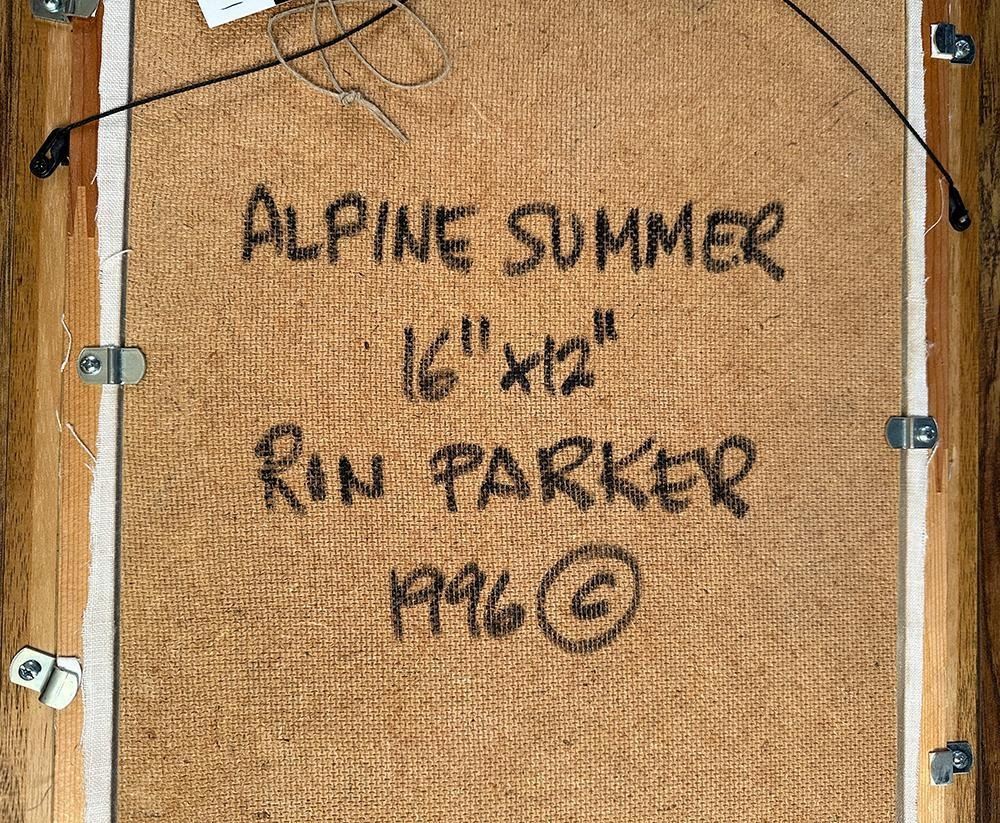 ALPINE SUMMER
16" x12"
RIN PARKER
1996 ©